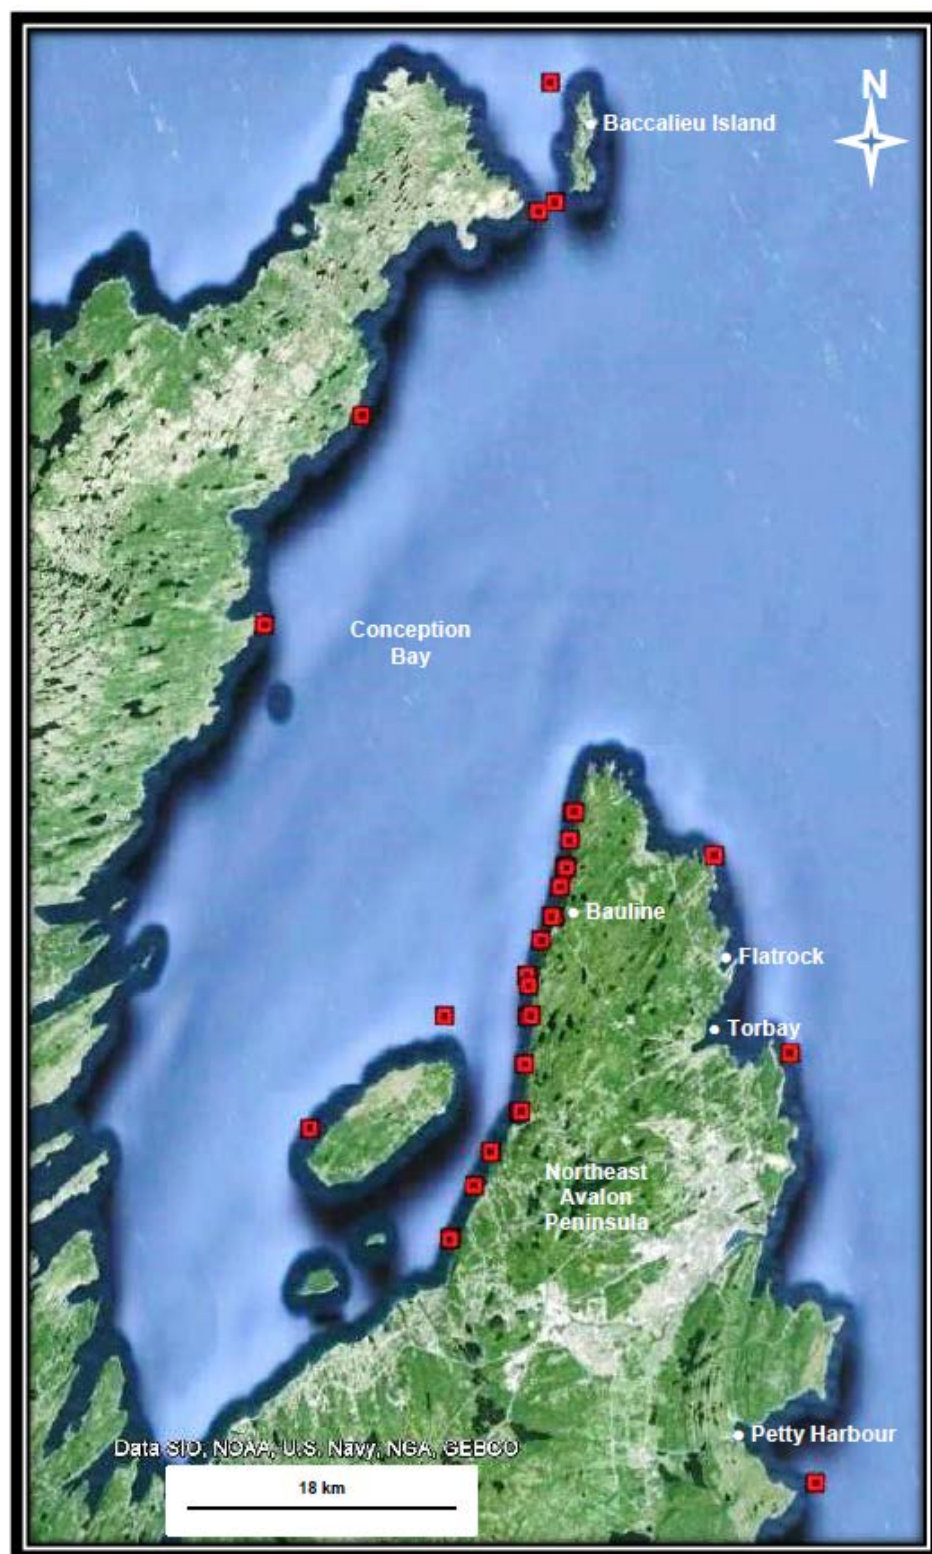 N
Baccalieu Island
Conception
Bay
Bauline
Flatrock
Torbay
Northeast
Avalon
Peninsula
Petty Harbour
Data SIO, NOAA, U.S. Navy, NGA, GEBCO
18 km